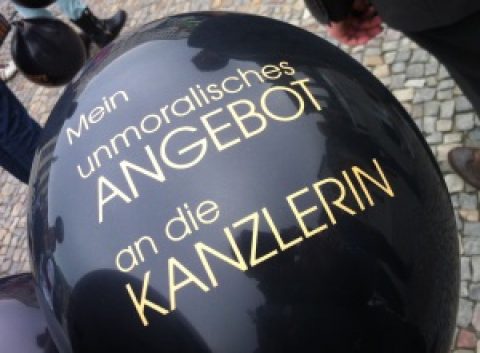 Mein
unmoralisches
ANGEBOT
an die
KANZLERIN